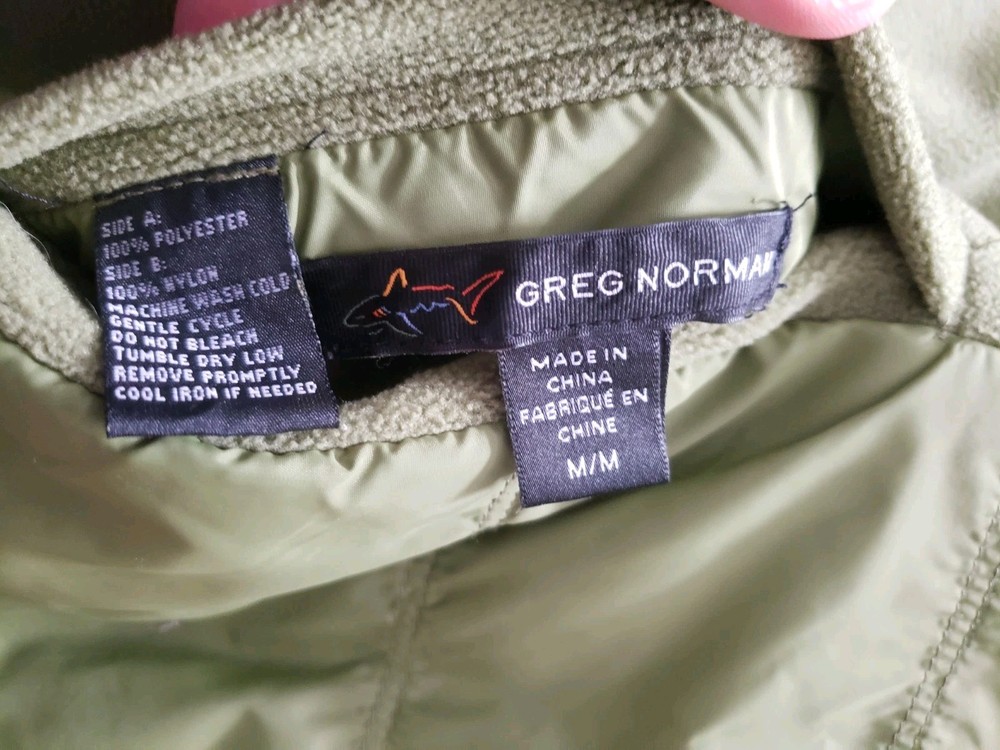 SIDE A:
100% POLYESTER
SIDE B:
100% NYLON
MACHINE WASH COLD
GENTLE CYCLE
DO NOT BLEACH
TUMBLE DRY LOW
REMOVE PROMPTLY
COOL IRON IF NEEDED
GREG NORMAN
MADE IN
CHINA
FABRIQUÉ EN
CHINE
M/M